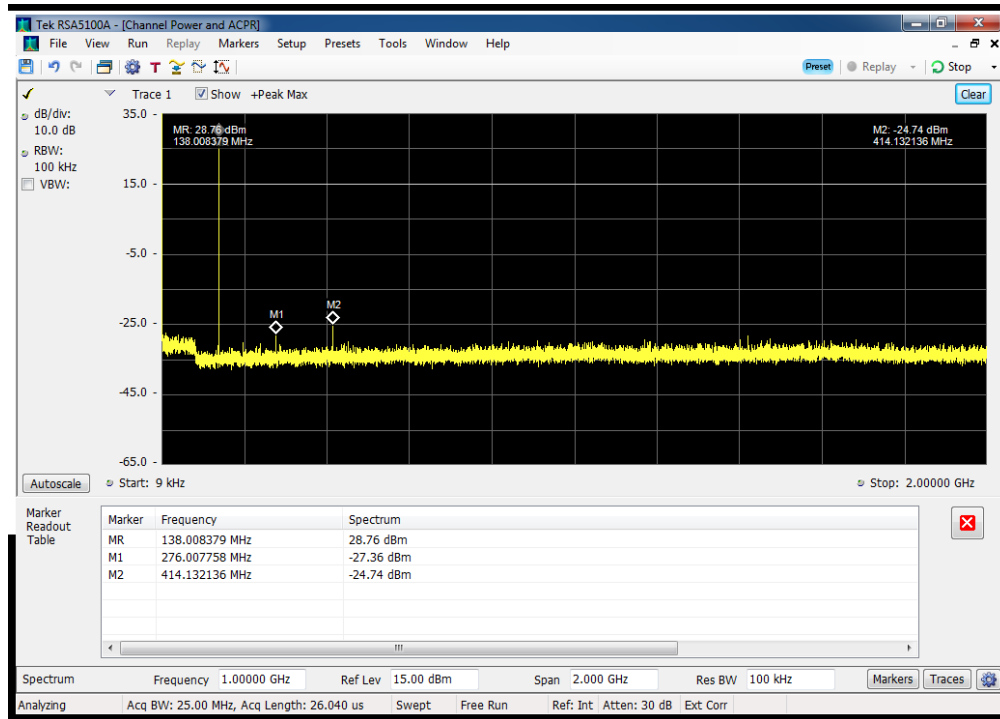 Tek RSA5100A - [Channel Power and ACPR]
File View Run Replay Markers Setup Presets Tools Window Help
T Preset Replay Stop
Trace 1 Show +Peak Max Clear
dB/div:
10.0 dB
RBW:
100 kHz
VBW:
35.0
15.0
-5.0
-25.0
-45.0
-65.0
MR: 28.76 dBm
138.008379 MHz
M2: -24.74 dBm
414.132136 MHz
M1
M2
Autoscale Start: 9 kHz Stop: 2.00000 GHz
Marker
Readout
Table
Marker Frequency Spectrum
MR 138.008379 MHz 28.76 dBm
M1 276.007758 MHz -27.36 dBm
M2 414.132136 MHz -24.74 dBm
Spectrum Frequency 1.00000 GHz Ref Lev 15.00 dBm Span 2.000 GHz Res BW 100 kHz Markers Traces
Analyzing Acq BW: 25.00 MHz, Acq Length: 26.040 us Swept Free Run Ref: Int Atten: 30 dB Ext Corr